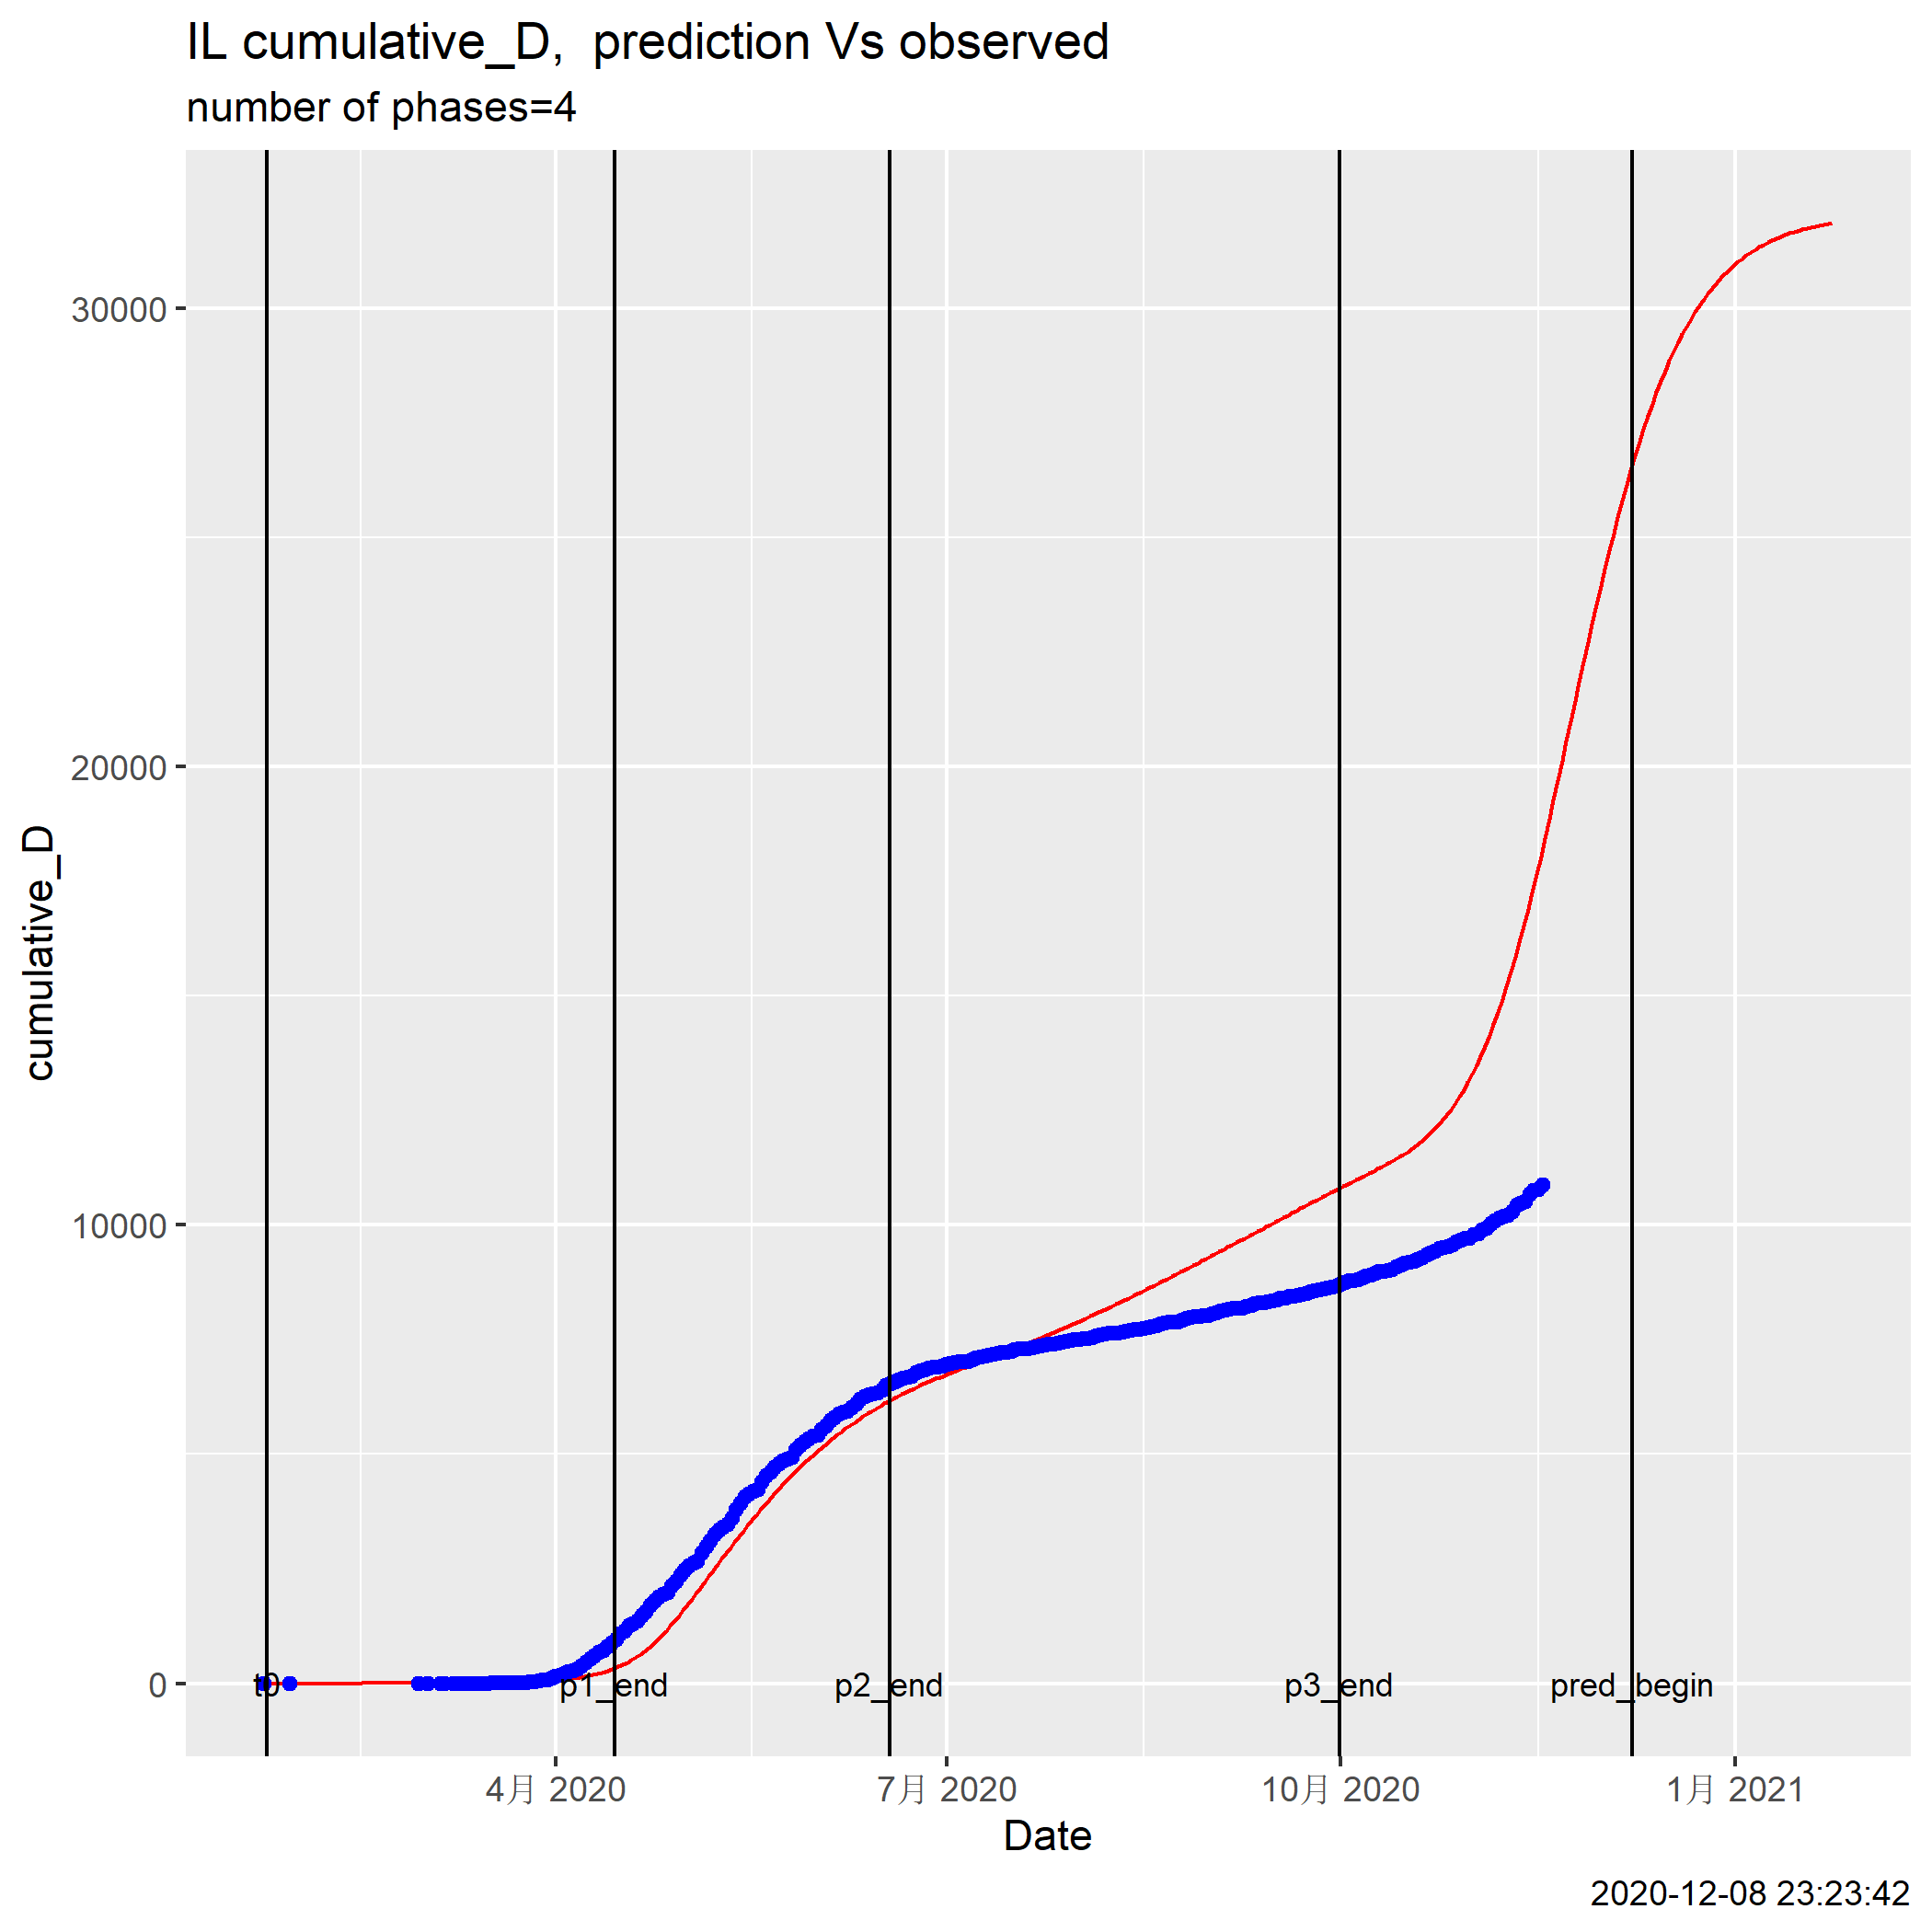 IL cumulative_D,  prediction Vs observed
number of phases=4
30000
20000
10000
0
cumulative_D
t0
p1_end
p2_end
p3_end
pred_begin
4月 2020
7月 2020
10月 2020
1月 2021
Date
2020-12-08 23:23:42